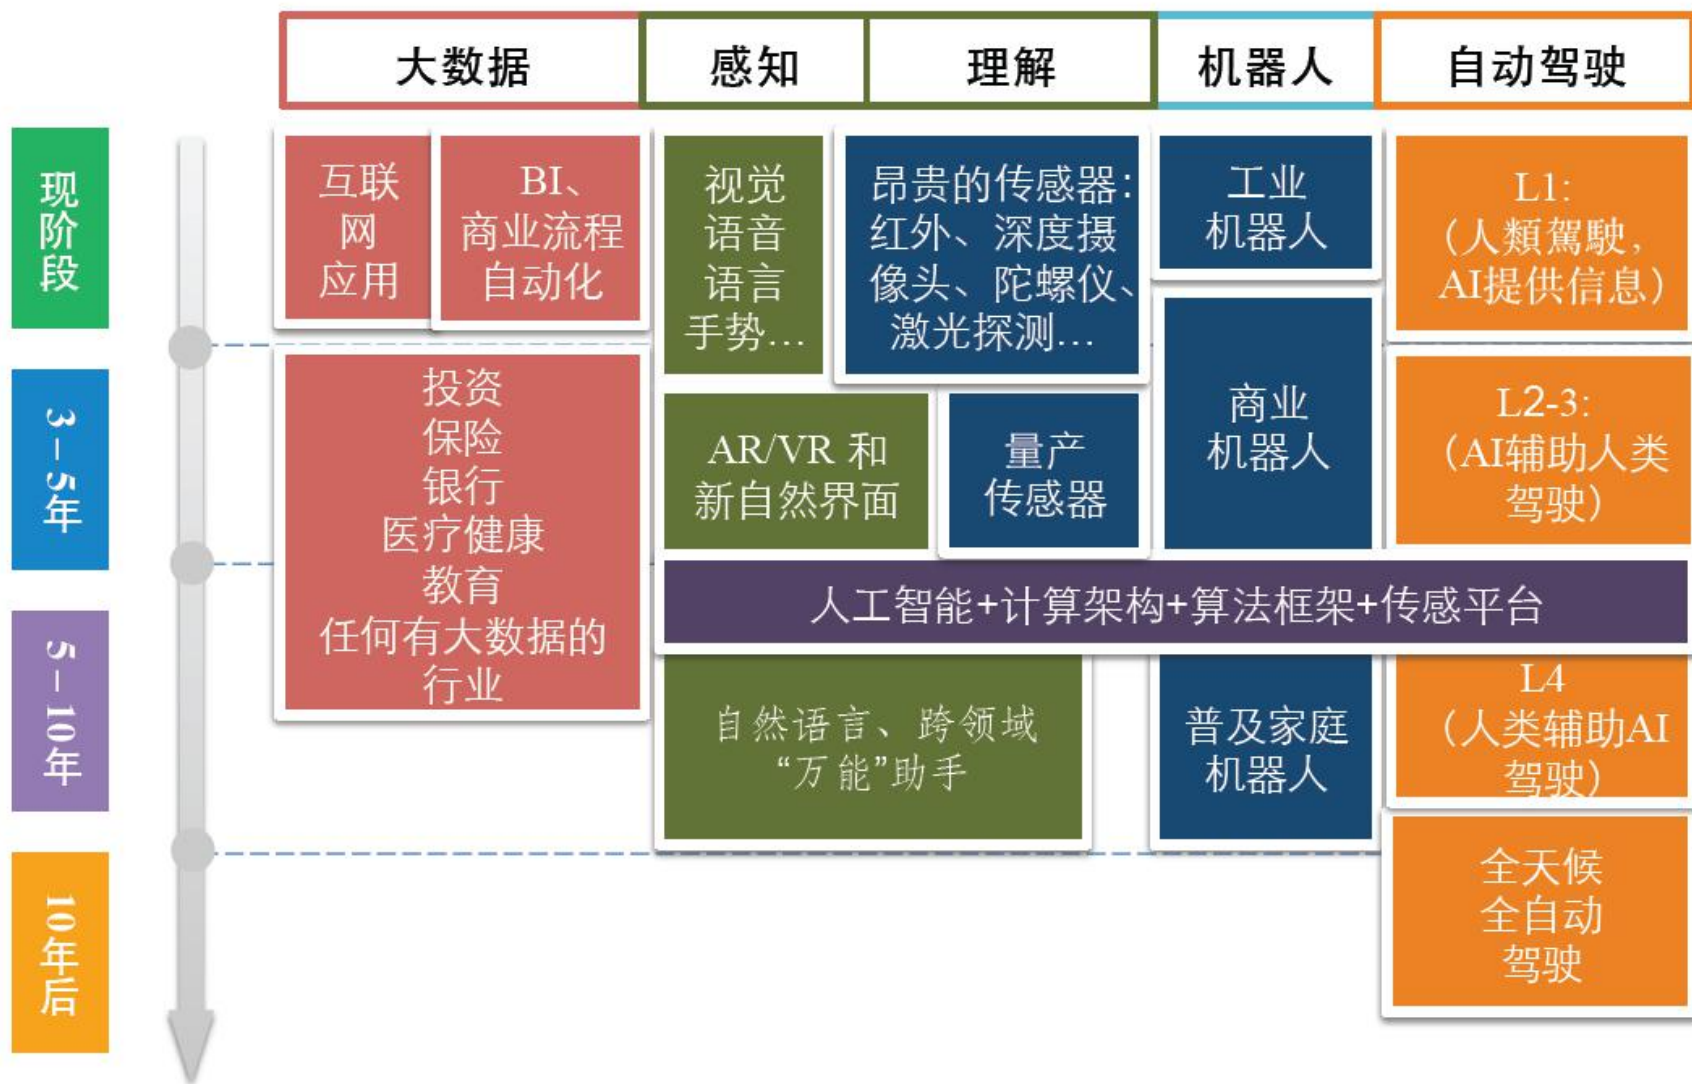 大数据
感知
理解
机器人
自动驾驶
现阶段
互联
网
应用
BI、
商业流程
自动化
视觉
语音
语言
手势...
昂贵的传感器：
红外、深度摄
像头、陀螺仪、
激光探测...
工业
机器人
L1:
（人類駕駛，
AI提供信息）
3－5年
投资
保险
银行
医疗健康
教育
任何有大数据的
行业
AR/VR 和
新自然界面
量产
传感器
商业
机器人
L2-3:
（AI辅助人类
驾驶）
人工智能+计算架构+算法框架+传感平台
5－10年
自然语言、跨领域
“万能”助手
普及家庭
机器人
L4
（人类辅助AI
驾驶）
10年后
全天候
全自动
驾驶